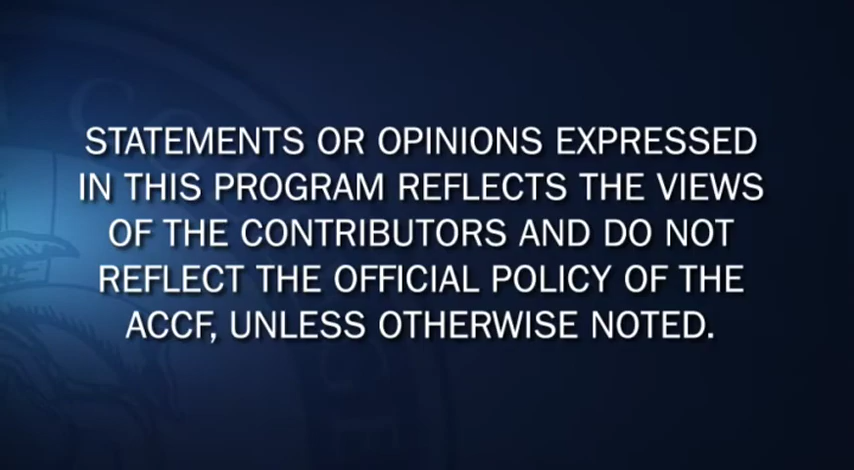 STATEMENTS OR OPINIONS EXPRESSED
IN THIS PROGRAM REFLECTS THE VIEWS
OF THE CONTRIBUTORS AND DO NOT
REFLECT THE OFFICIAL POLICY OF THE
ACCF, UNLESS OTHERWISE NOTED.